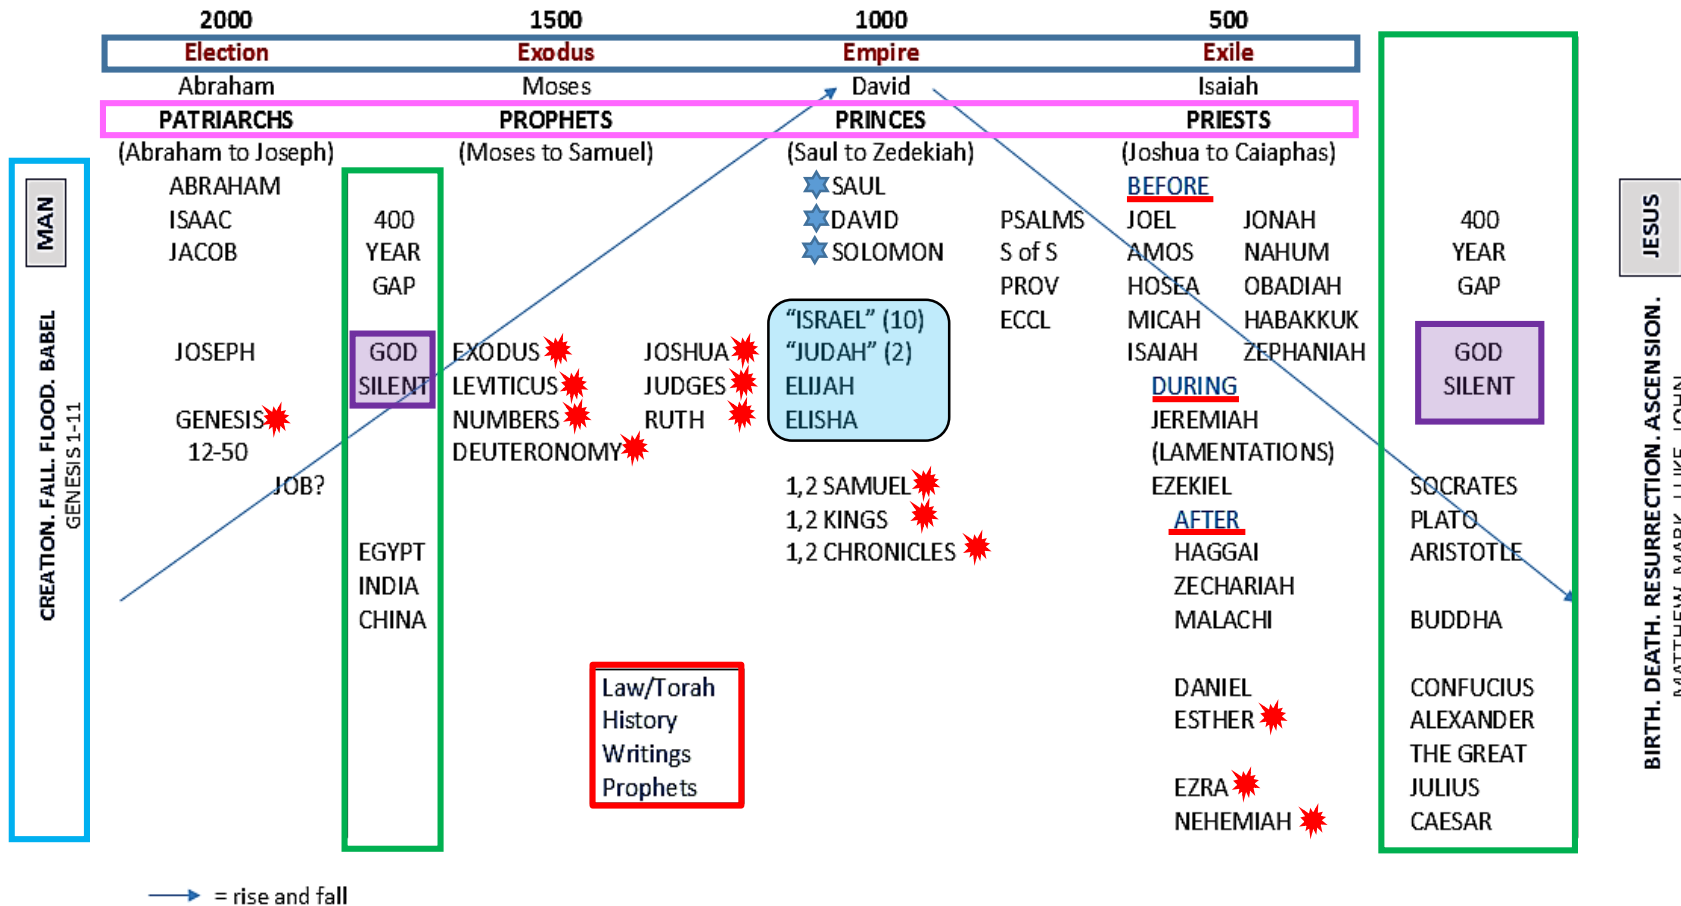 2000 1500 1000 500
Election Exodus Empire Exile
Abraham Moses David Isaiah
PATRIARCHS PROPHETS PRINCES PRIESTS
(Abraham to Joseph) (Moses to Samuel) (Saul to Zedekiah) (Joshua to Caiaphas)
MAN
CREATION. FALL. FLOOD. BABEL
GENESIS 1-11
ABRAHAM
ISAAC
JACOB
JOSEPH
GENESIS
12-50
JOB?
400
YEAR
GAP
GOD
SILENT
EGYPT
INDIA
CHINA
EXODUS
LEVITICUS
NUMBERS
DEUTERONOMY
JOSHUA
JUDGES
RUTH
Law/Torah
History
Writings
Prophets
SAUL
DAVID
SOLOMON
“ISRAEL” (10)
“JUDAH” (2)
ELIJAH
ELISHA
1,2 SAMUEL
1,2 KINGS
1,2 CHRONICLES
PSALMS
S of S
PROV
ECCL
BEFORE
JOEL JONAH
AMOS NAHUM
HOSEA OBADIAH
MICAH HABAKKUK
ISAIAH ZEPHANIAH
DURING
JEREMIAH
(LAMENTATIONS)
EZEKIEL
AFTER
HAGGAI
ZECHARIAH
MALACHI
DANIEL
ESTHER
EZRA
NEHEMIAH
400
YEAR
GAP
GOD
SILENT
SOCRATES
PLATO
ARISTOTLE
BUDDHA
CONFUCIUS
ALEXANDER
THE GREAT
JULIUS
CAESAR
JESUS
BIRTH. DEATH. RESURRECTION. ASCENSION.
MATTHEW, MARK, LUKE, JOHN
= rise and fall